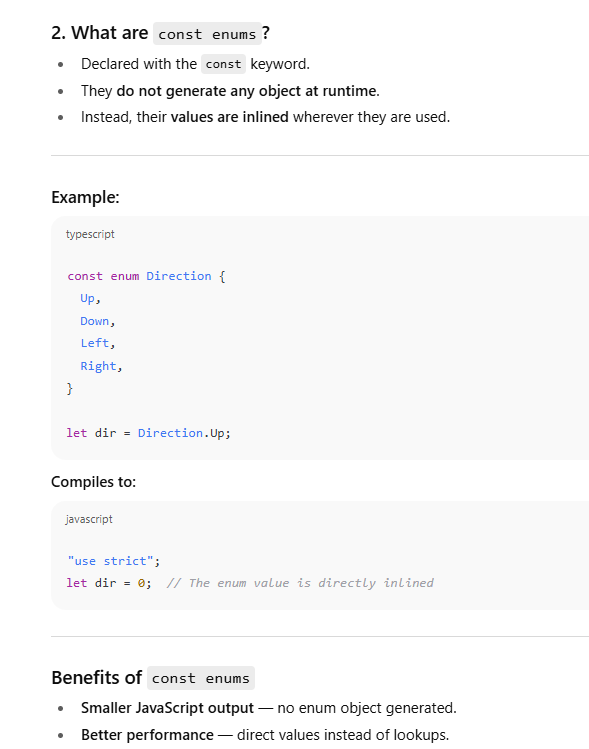 2. What are const enums?
• Declared with the const keyword.
• They do not generate any object at runtime.
• Instead, their values are inlined wherever they are used.
Example:
typescript
const enum Direction {
  Up,
  Down,
  Left,
  Right,
}
let dir = Direction.Up;
Compiles to:
javascript
"use strict";
let dir = 0;  // The enum value is directly inlined
Benefits of const enums
• Smaller JavaScript output — no enum object generated.
• Better performance — direct values instead of lookups.